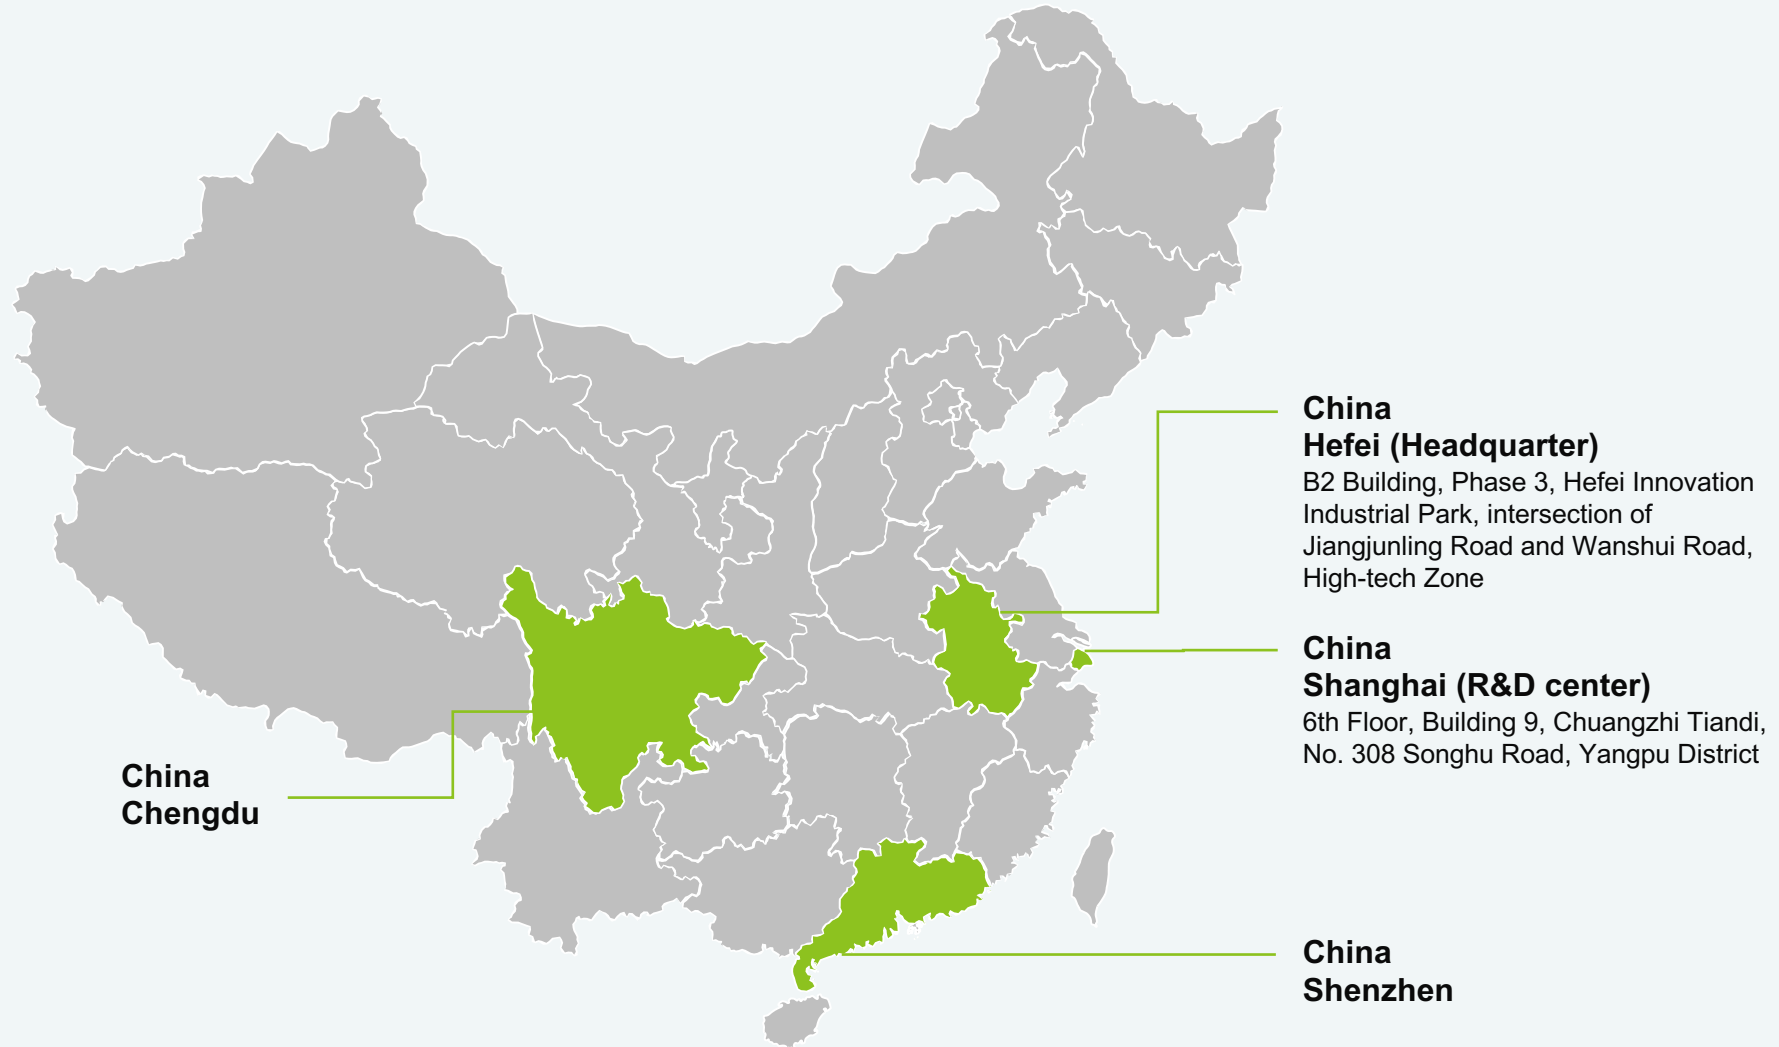 China
Hefei (Headquarter)
B2 Building, Phase 3, Hefei Innovation
Industrial Park, intersection of
Jiangjunling Road and Wanshui Road,
High-tech Zone
China
Shanghai (R&D center)
6th Floor, Building 9, Chuangzhi Tiandi,
No. 308 Songhu Road, Yangpu District
China
Chengdu
China
Shenzhen